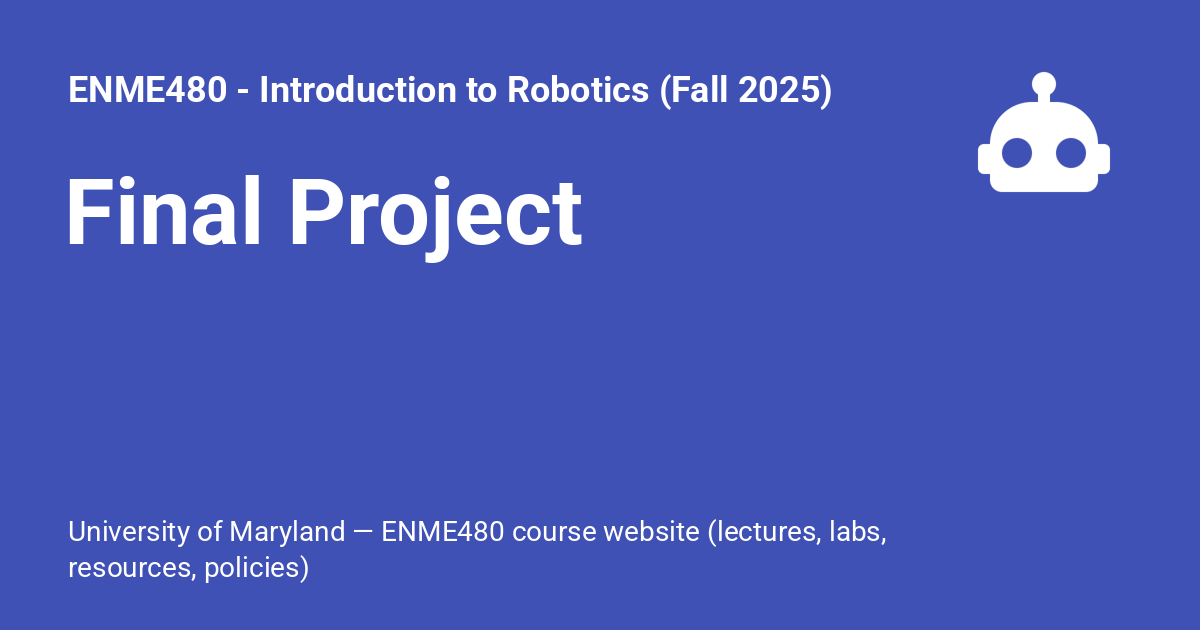 ENME480 - Introduction to Robotics (Fall 2025)
Final Project
University of Maryland — ENME480 course website (lectures, labs,
resources, policies)